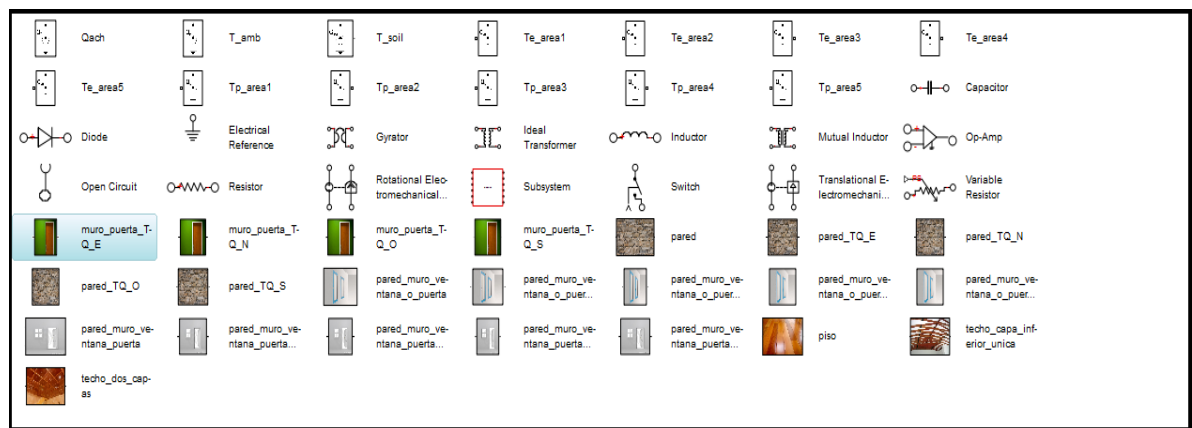 Qach
T_amb
T_soil
Te_area1
Te_area2
Te_area3
Te_area4
Te_area5
Tp_area1
Tp_area2
Tp_area3
Tp_area4
Tp_area5
Capacitor
Diode
Electrical
Reference
Gyrator
Ideal
Transformer
Inductor
Mutual Inductor
Op-Amp
Open Circuit
Resistor
Rotational Elec-
tromechanical...
Subsystem
Switch
Translational E-
lectromechani...
Variable
Resistor
muro_puerta_T-
Q_E
muro_puerta_T-
Q_N
muro_puerta_T-
Q_O
muro_puerta_T-
Q_S
pared
pared_TQ_E
pared_TQ_N
pared_TQ_O
pared_TQ_S
pared_muro_ve-
ntana_o_puerta
pared_muro_ve-
ntana_o_puer...
pared_muro_ve-
ntana_o_puer...
pared_muro_ve-
ntana_o_puer...
pared_muro_ve-
ntana_o_puer...
pared_muro_ve-
ntana_puerta
pared_muro_ve-
ntana_puerta...
pared_muro_ve-
ntana_puerta...
pared_muro_ve-
ntana_puerta...
pared_muro_ve-
ntana_puerta...
piso
techo_capa_inf-
erior_unica
techo_dos_cap-
as